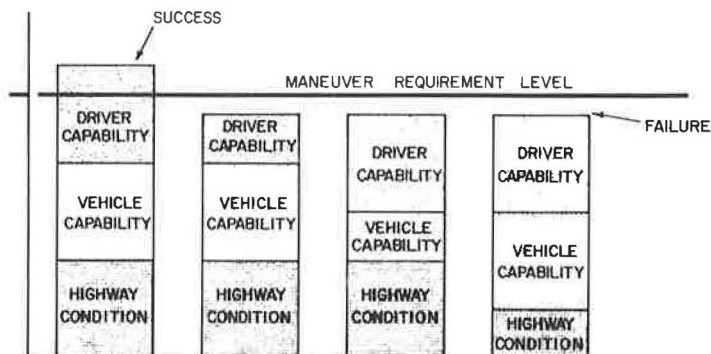 SUCCESS
MANEUVER REQUIREMENT LEVEL
DRIVER
CAPABILITY
VEHICLE
CAPABILITY
HIGHWAY
CONDITION
DRIVER
CAPABILITY
VEHICLE
CAPABILITY
HIGHWAY
CONDITION
DRIVER
CAPABILITY
VEHICLE
CAPABILITY
HIGHWAY
CONDITION
FAILURE
DRIVER
CAPABILITY
VEHICLE
CAPABILITY
HIGHWAY
CONDITION